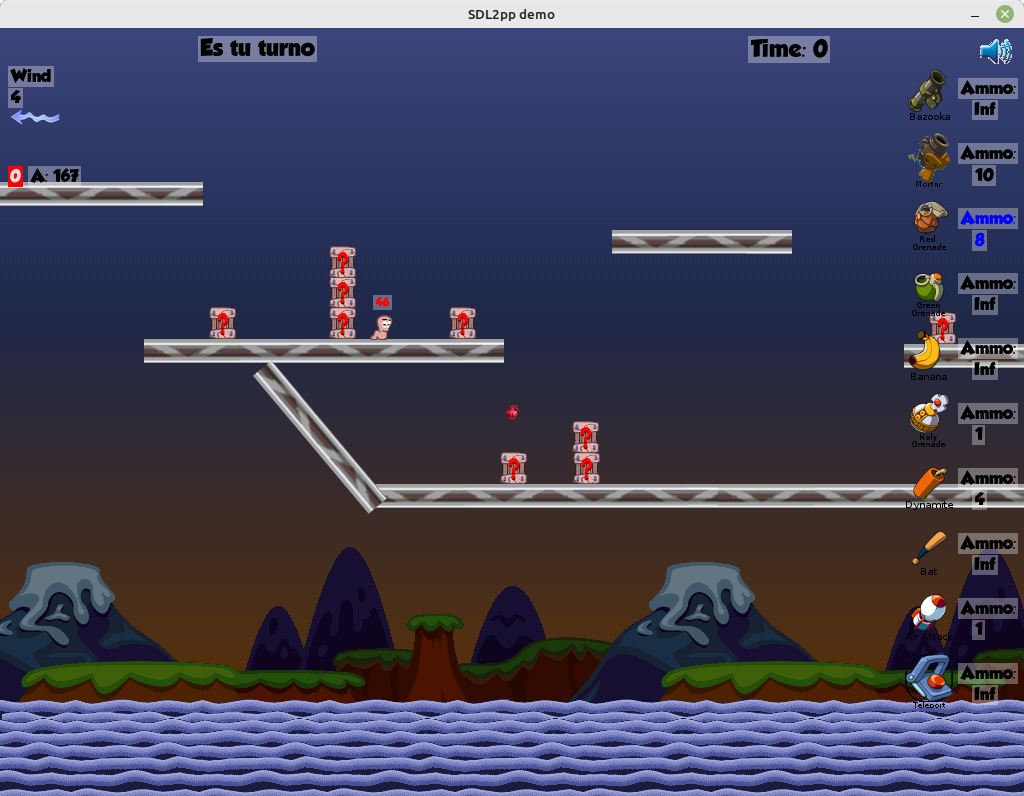 SDL2pp demo
Es tu turno
Time: 0
Wind
4
0 A: 167
46
Bazooka
Ammo:
Inf
Mortar
Ammo:
10
Red
Grenade
Ammo:
8
Green
Grenade
Ammo:
Inf
Banana
Ammo:
Inf
Holy
Grenade
Ammo:
1
Dynamite
Ammo:
4
Bat
Ammo:
Inf
Air Attack
Ammo:
1
Teleport
Ammo:
Inf
?
?
?
?
?
?
?
?
?